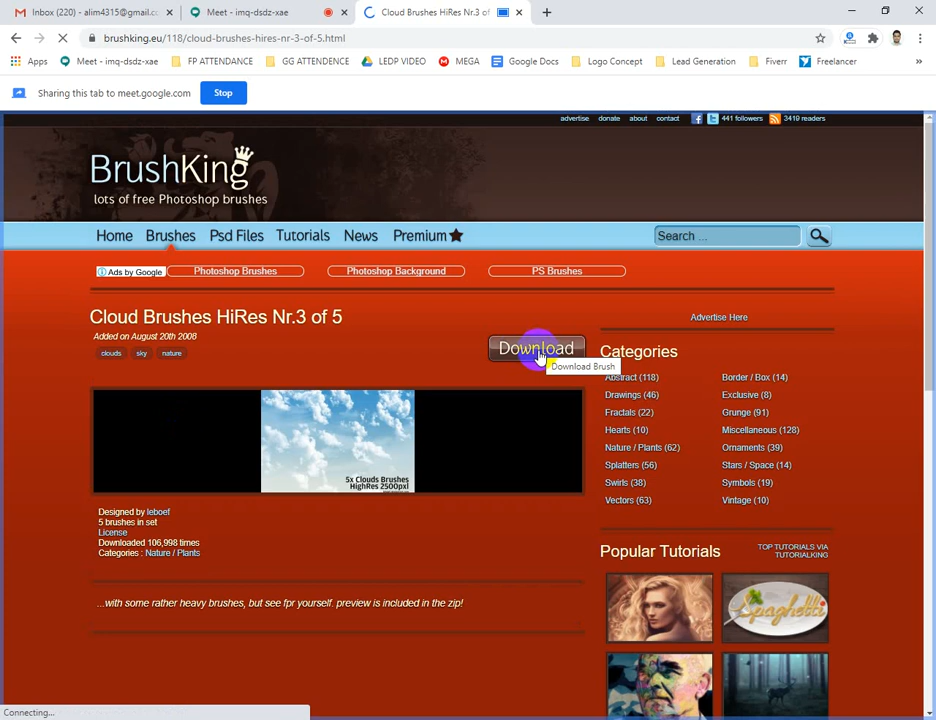 Inbox (220) - alim4315@gmail.cc
Meet - imq-dsdz-xae
Cloud Brushes HiRes Nr.3 of 5
brushking.eu/118/cloud-brushes-hires-nr-3-of-5.html
Apps
Meet - imq-dsdz-xae
FP ATTENDANCE
GG ATTENDENCE
LEDP VIDEO
MEGA
Google Docs
Logo Concept
Lead Generation
Fiverr
Freelancer
»
Sharing this tab to meet.google.com
Stop
advertise
donate
about
contact
441 followers
3419 readers
BrushKing
lots of free Photoshop brushes
Home
Brushes
Psd Files
Tutorials
News
Premium
Search ...
Ads by Google
Photoshop Brushes
Photoshop Background
PS Brushes
Cloud Brushes HiRes Nr.3 of 5
Added on August 20th 2008
clouds
sky
nature
Download
Download Brush
5x Clouds Brushes
HighRes 2500pxl
Designed by leboef
5 brushes in set
License
Downloaded 106,998 times
Categories : Nature / Plants
...with some rather heavy brushes, but see fpr yourself. preview is included in the zip!
Advertise Here
Categories
Abstract (118)
Border / Box (14)
Drawings (46)
Exclusive (8)
Fractals (22)
Grunge (91)
Hearts (10)
Miscellaneous (128)
Nature / Plants (62)
Ornaments (39)
Splatters (56)
Stars / Space (14)
Swirls (38)
Symbols (19)
Vectors (63)
Vintage (10)
Popular Tutorials
TOP TUTORIALS VIA
TUTORIALKING
Spaghetti
Connecting...